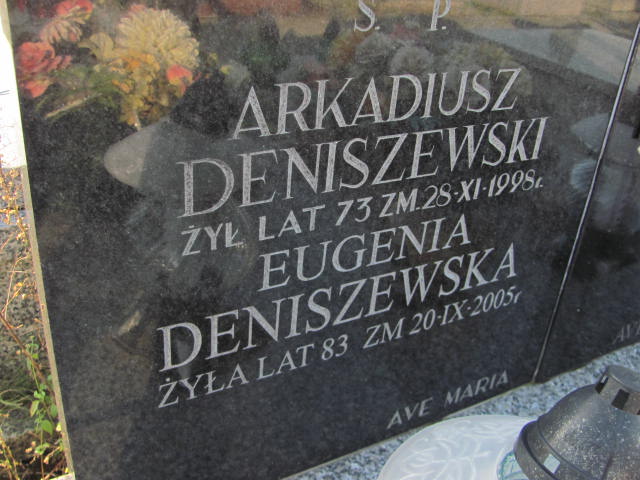 S. P.
ARKADIUSZ
DENISZEWSKI
ŻYŁ LAT 73 ZM.28·XI·1998r.
EUGENIA
DENISZEWSKA
ŻYŁA LAT 83 ZM 20·IX·2005r
AVE MARIA